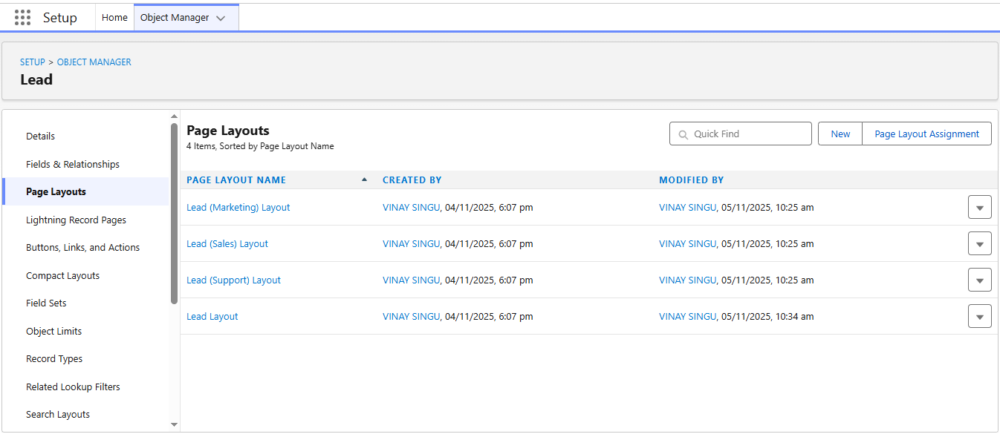 Setup Home Object Manager
SETUP > OBJECT MANAGER
Lead
Details
Fields & Relationships
Page Layouts
Lightning Record Pages
Buttons, Links, and Actions
Compact Layouts
Field Sets
Object Limits
Record Types
Related Lookup Filters
Search Layouts
Page Layouts
4 Items, Sorted by Page Layout Name
Quick Find New Page Layout Assignment
PAGE LAYOUT NAME CREATED BY MODIFIED BY
Lead (Marketing) Layout VINAY SINGU, 04/11/2025, 6:07 pm VINAY SINGU, 05/11/2025, 10:25 am
Lead (Sales) Layout VINAY SINGU, 04/11/2025, 6:07 pm VINAY SINGU, 05/11/2025, 10:25 am
Lead (Support) Layout VINAY SINGU, 04/11/2025, 6:07 pm VINAY SINGU, 05/11/2025, 10:25 am
Lead Layout VINAY SINGU, 04/11/2025, 6:07 pm VINAY SINGU, 05/11/2025, 10:34 am